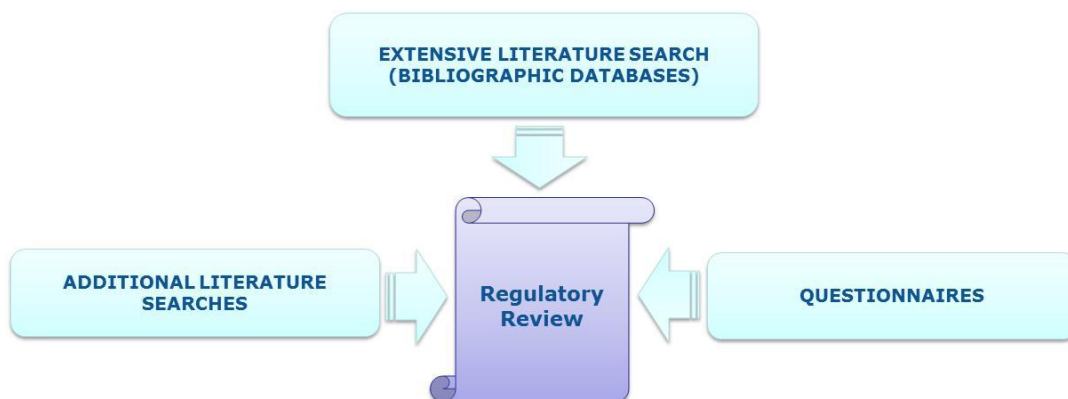 EXTENSIVE LITERATURE SEARCH
(BIBLIOGRAPHIC DATABASES)
ADDITIONAL LITERATURE
SEARCHES
Regulatory
Review
QUESTIONNAIRES